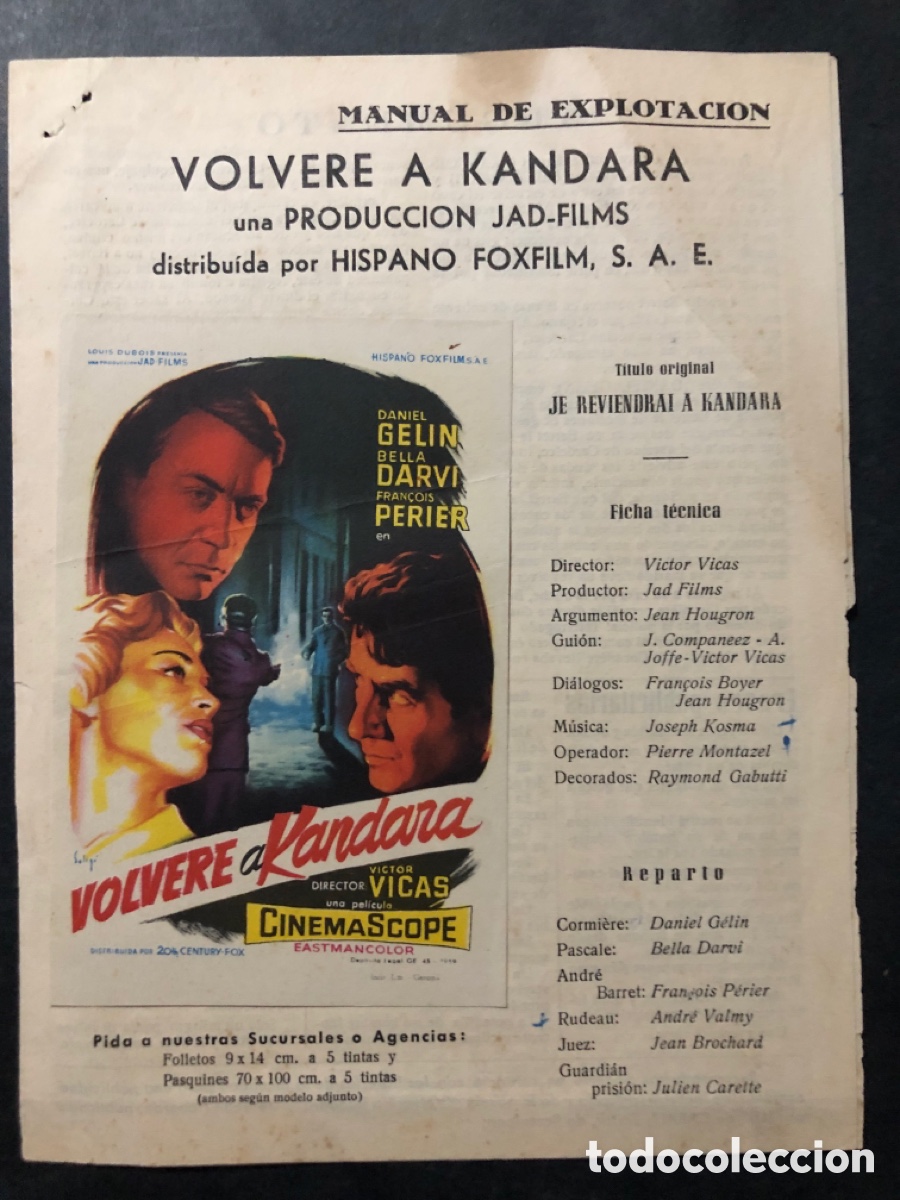 MANUAL DE EXPLOTACION
VOLVERE A KANDARA
una PRODUCCION JAD-FILMS
distribuída por HISPANO FOXFILM, S. A. E.
LOUIS DUBOIS PRESENTA
UNA PRODUCCION JAD FILMS
HISPANO FOXFILM S.A.E.
DANIEL
GELIN
BELLA
DARVI
FRANÇOIS
PERIER
en
VOLVERE a Kandara
DIRECTOR VICTOR VICAS
una película
CINEMASCOPE
EASTMANCOLOR
DISTRIBUIDA POR 20th CENTURY-FOX
Depósito Legal
Pida a nuestras Sucursales o Agencias:
Folletos 9 x 14 cm. a 5 tintas y
Pasquines 70 x 100 cm. a 5 tintas
(ambos según modelo adjunto)
Título original
JE REVIENDRAI A KANDARA
Ficha técnica
Director: Victor Vicas
Productor: Jad Films
Argumento: Jean Hougron
Guión: J. Companeez - A.
Joffe-Victor Vicas
Diálogos: François Boyer
Jean Hougron
Música: Joseph Kosma
Operador: Pierre Montazel
Decorados: Raymond Gabutti
Reparto
Cormière: Daniel Gélin
Pascale: Bella Darvi
André
Barret: François Périer
Rudeau: André Valmy
Juez: Jean Brochard
Guardián
prisión: Julien Carette
todocoleccion